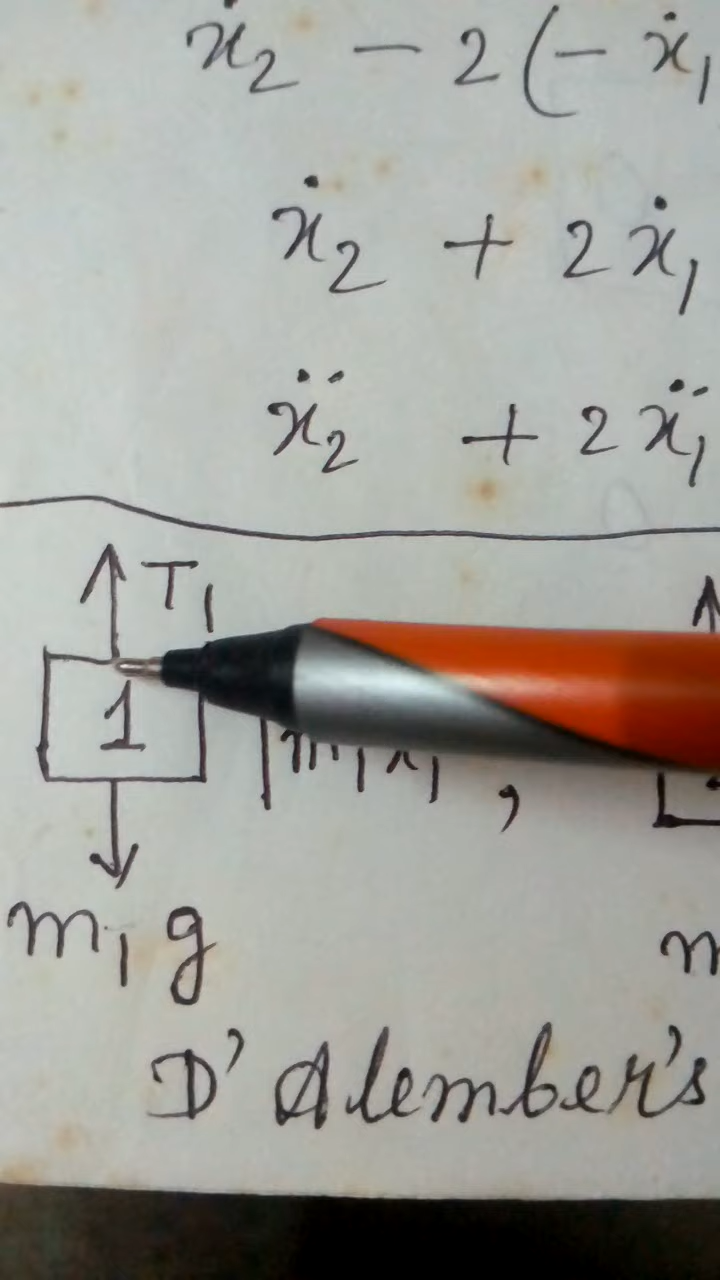 ẋ₂ − 2(− ẋ₁
ẋ₂ + 2ẋ₁
ẍ₂ + 2ẍ₁
T₁
1
,
m₁g m
D'Alember's